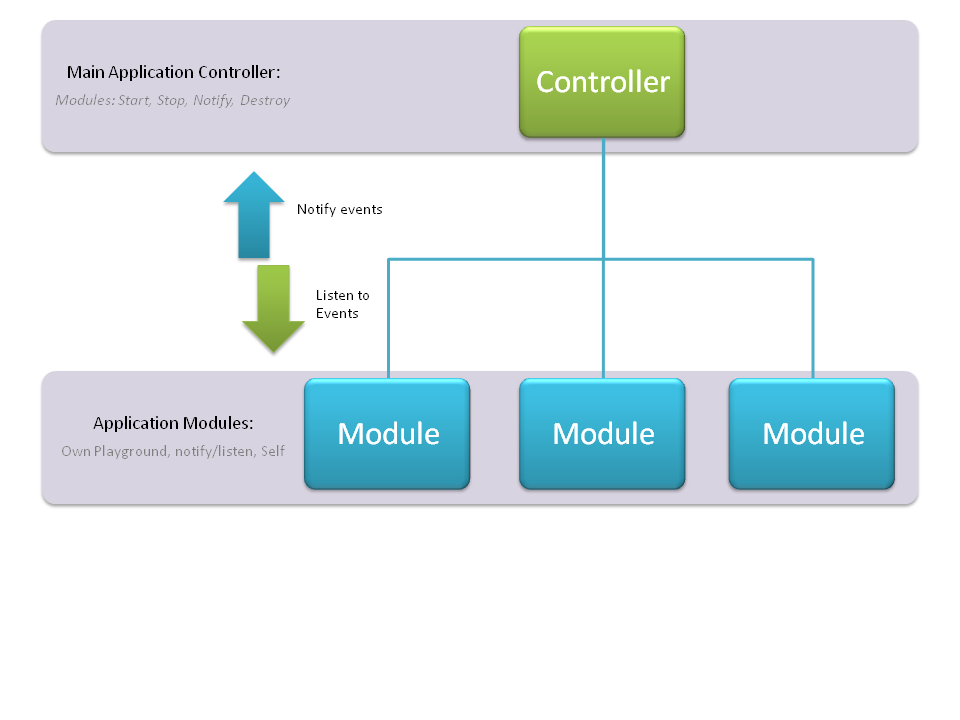 Main Application Controller:
Modules: Start, Stop, Notify, Destroy
Controller
Notify events
Listen to
Events
Application Modules:
Own Playground, notify/listen, Self
Module
Module
Module